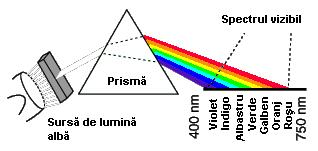 Spectrul vizibil
Prismă
Sursă de lumină
albă
400 nm
Violet
Indigo
Albastru
Verde
Galben
Oranj
Roșu
750 nm